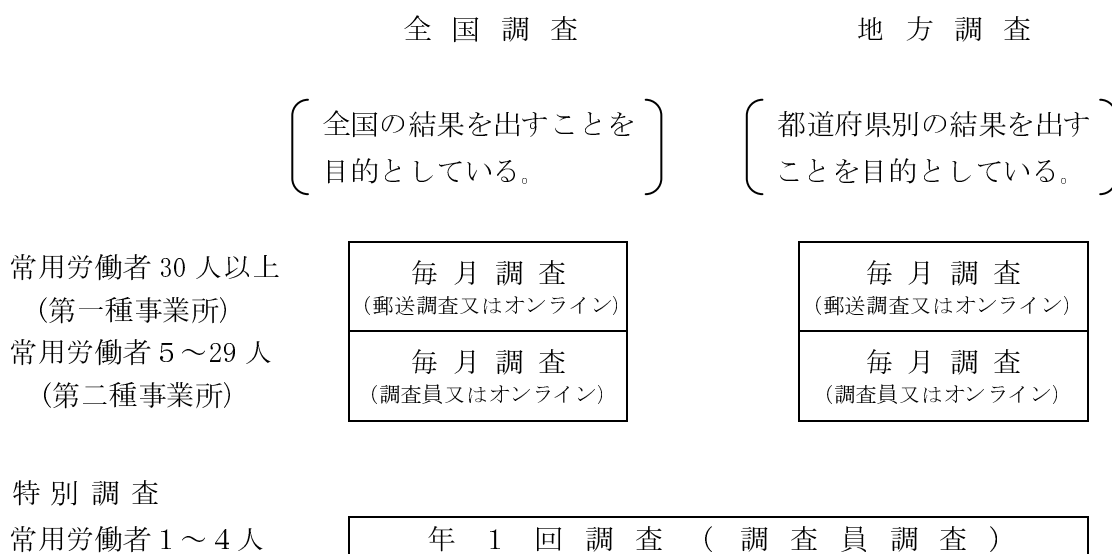 全国調査 地方調査
全国の結果を出すことを 都道府県別の結果を出す
目的としている。 ことを目的としている。
常用労働者 30 人以上 毎月調査 毎月調査
(第一種事業所) (郵送調査又はオンライン) (郵送調査又はオンライン)
常用労働者5～29 人 毎月調査 毎月調査
(第二種事業所) (調査員又はオンライン) (調査員又はオンライン)
特別調査
常用労働者1～4人 年1回調査(調査員調査)